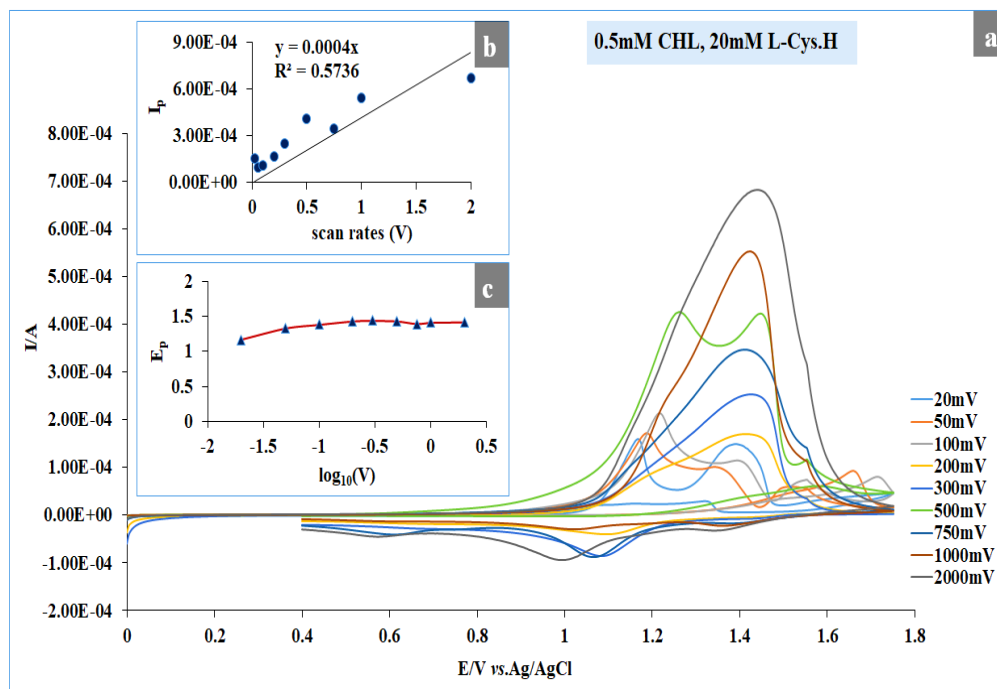 a
0.5mM CHL, 20mM L-Cys.H
b
y = 0.0004x
R² = 0.5736
9.00E-04
6.00E-04
3.00E-04
0.00E+00
Ip
0 0.5 1 1.5 2
scan rates (V)
c
2
1.5
1
0.5
0
Ep
-2 -1.5 -1 -0.5 0 0.5
log10(V)
8.00E-04
7.00E-04
6.00E-04
5.00E-04
4.00E-04
3.00E-04
2.00E-04
1.00E-04
0.00E+00
-1.00E-04
-2.00E-04
I/A
0 0.2 0.4 0.6 0.8 1 1.2 1.4 1.6 1.8
E/V vs.Ag/AgCl
20mV
50mV
100mV
200mV
300mV
500mV
750mV
1000mV
2000mV